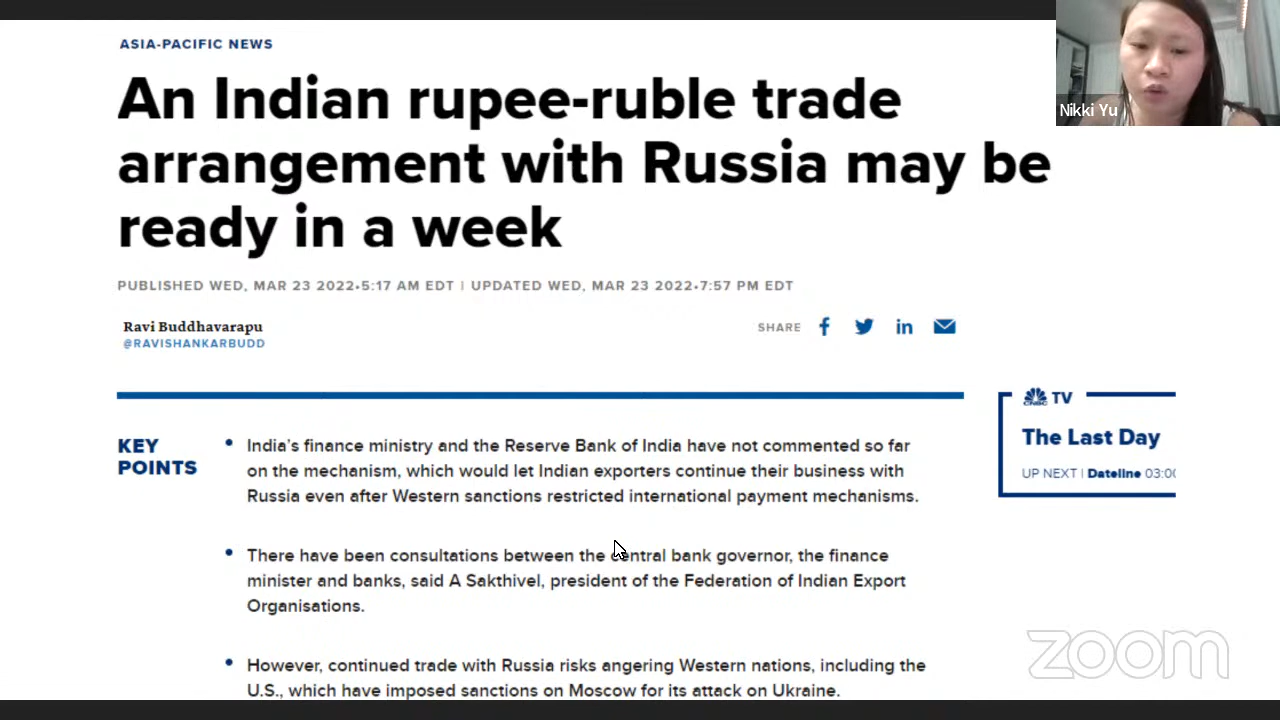 ASIA-PACIFIC NEWS
An Indian rupee-ruble trade
arrangement with Russia may be
ready in a week
PUBLISHED WED, MAR 23 2022•5:17 AM EDT | UPDATED WED, MAR 23 2022•7:57 PM EDT
Ravi Buddhavarapu
@RAVISHANKARBUDD
SHARE
KEY
POINTS
India’s finance ministry and the Reserve Bank of India have not commented so far
on the mechanism, which would let Indian exporters continue their business with
Russia even after Western sanctions restricted international payment mechanisms.
There have been consultations between the central bank governor, the finance
minister and banks, said A Sakthivel, president of the Federation of Indian Export
Organisations.
However, continued trade with Russia risks angering Western nations, including the
U.S., which have imposed sanctions on Moscow for its attack on Ukraine.
CNBC TV
The Last Day
UP NEXT | Dateline 03:00
Nikki Yu
zoom